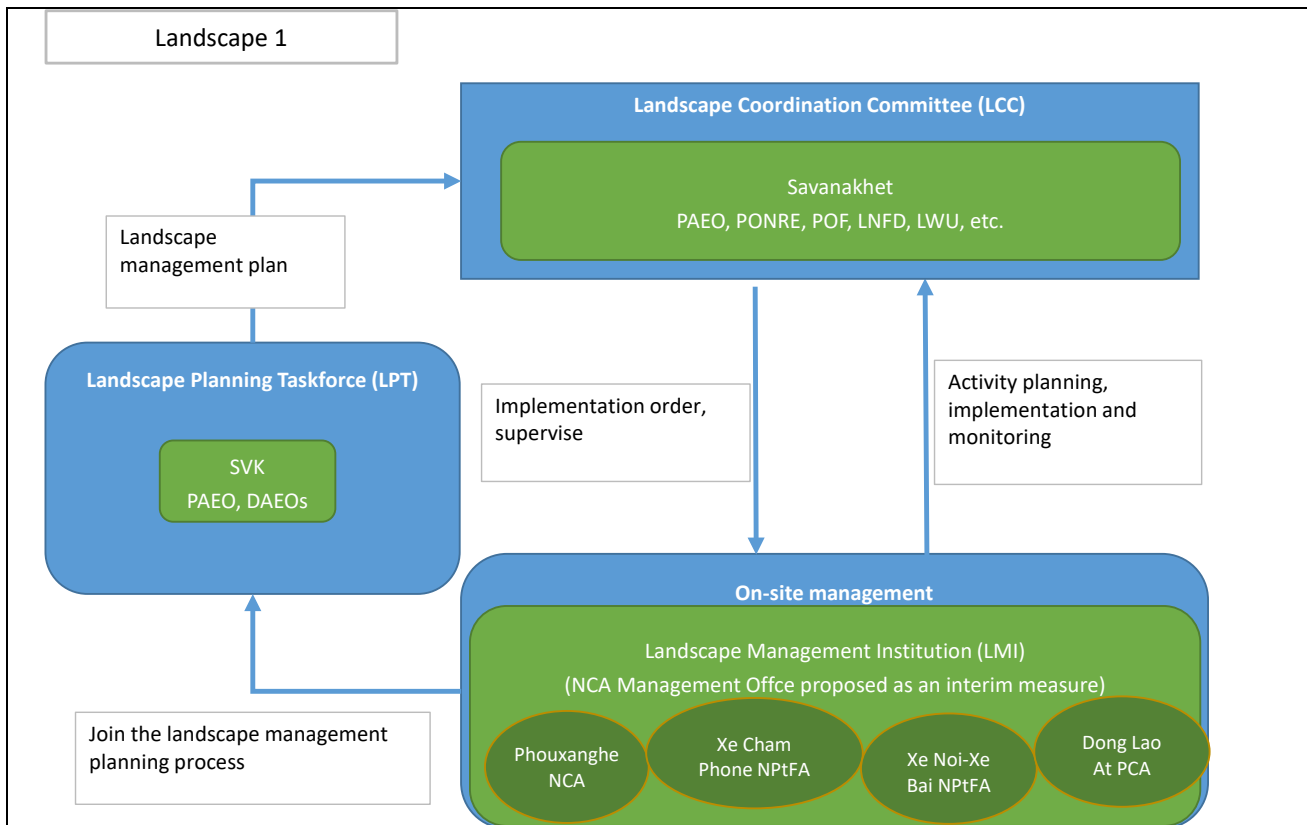 Landscape 1
Landscape Coordination Committee (LCC)
Savanakhet
PAEO, PONRE, POF, LNFD, LWU, etc.
Landscape
management plan
Landscape Planning Taskforce (LPT)
SVK
PAEO, DAEOs
Implementation order,
supervise
Activity planning,
implementation and
monitoring
On-site management
Landscape Management Institution (LMI)
(NCA Management Offce proposed as an interim measure)
Phouxanghe
NCA
Xe Cham
Phone NPtFA
Xe Noi-Xe
Bai NPtFA
Dong Lao
At PCA
Join the landscape management
planning process